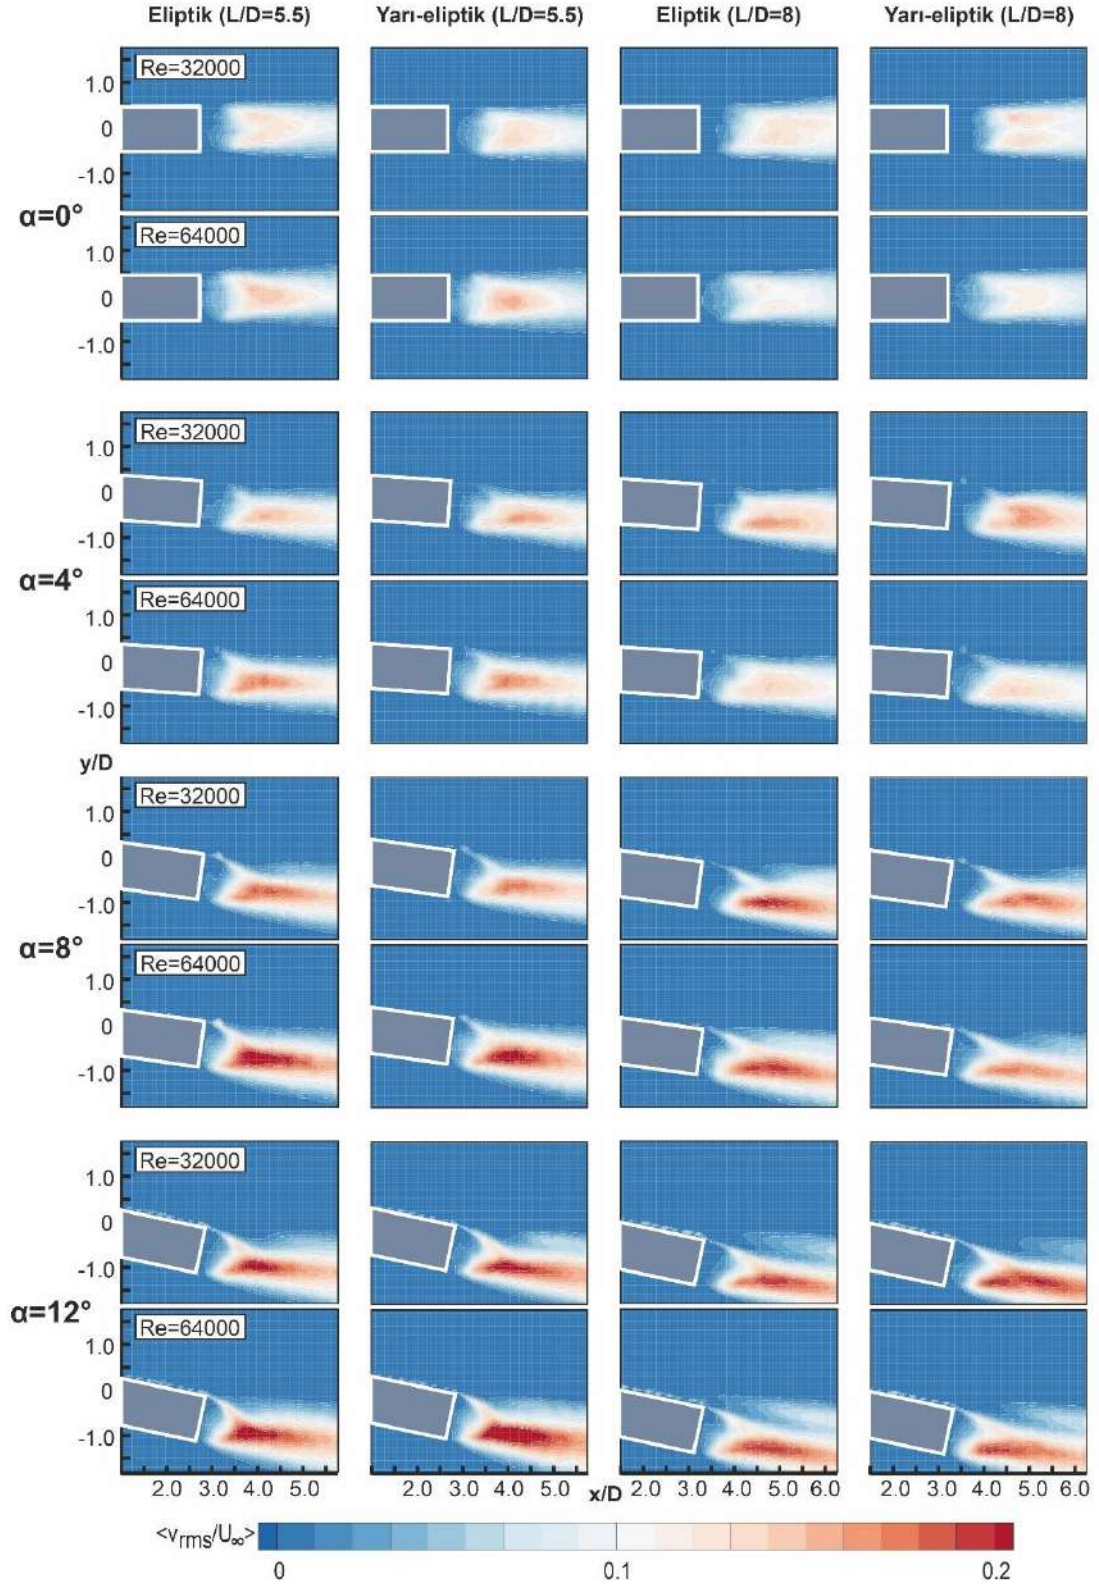 Eliptik (L/D=5.5) Yarı-eliptik (L/D=5.5) Eliptik (L/D=8) Yarı-eliptik (L/D=8)
Re=32000
1.0
0
-1.0
α=0°
Re=64000
1.0
0
-1.0
Re=32000
1.0
0
-1.0
α=4°
Re=64000
1.0
0
-1.0
y/D
Re=32000
1.0
0
-1.0
α=8°
Re=64000
1.0
0
-1.0
Re=32000
1.0
0
-1.0
α=12°
Re=64000
1.0
0
-1.0
2.0 3.0 4.0 5.0 2.0 3.0 4.0 5.0 x/D 2.0 3.0 4.0 5.0 6.0 2.0 3.0 4.0 5.0 6.0
<vrms/U∞>
0 0.1 0.2